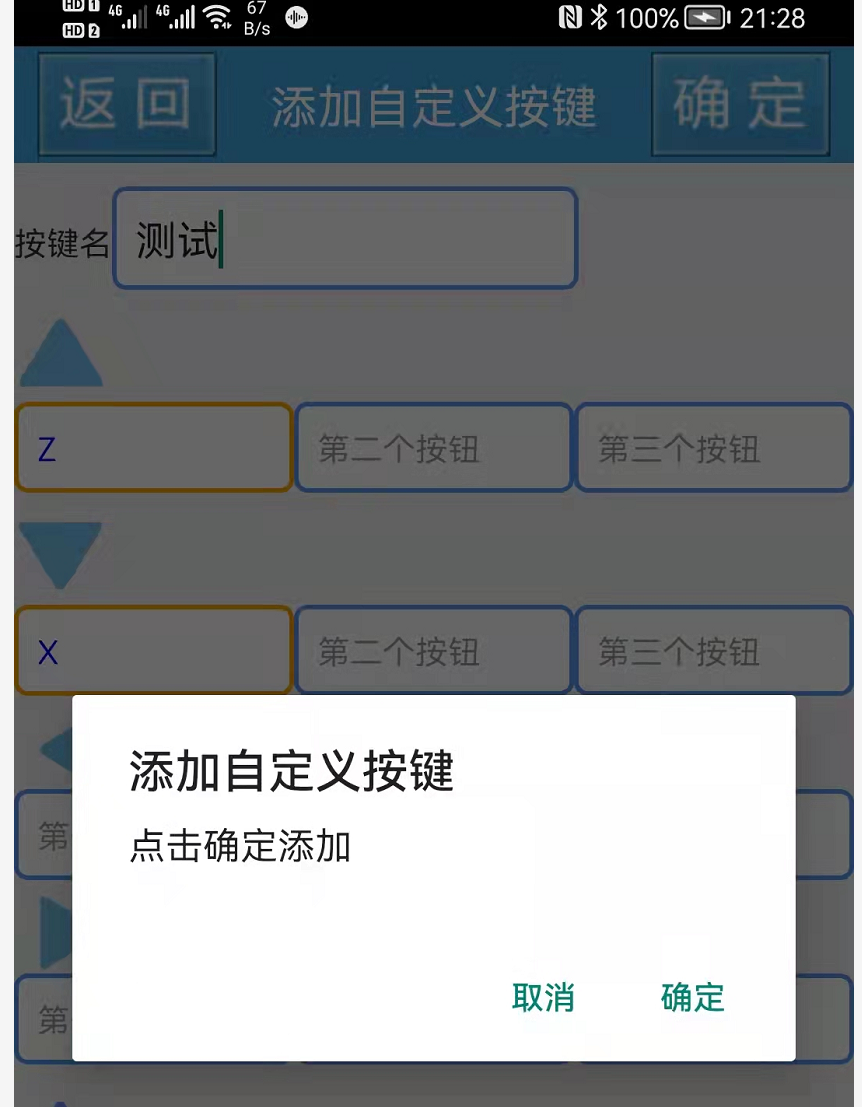 HD 1 4G 4G 67 100% 21:28
HD 2 B/s
返回 添加自定义按键 确定
按键名 测试
Z 第二个按钮 第三个按钮
X 第二个按钮 第三个按钮
添加自定义按键
第
点击确定添加
取消 确定
第